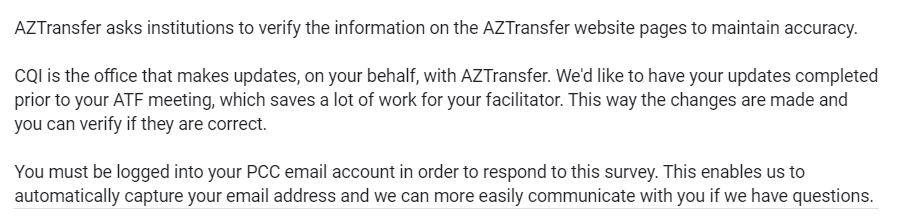 AZTransfer asks institutions to verify the information on the AZTransfer website pages to maintain accuracy.
CQI is the office that makes updates, on your behalf, with AZTransfer. We'd like to have your updates completed
prior to your ATF meeting, which saves a lot of work for your facilitator. This way the changes are made and
you can verify if they are correct.
You must be logged into your PCC email account in order to respond to this survey. This enables us to
automatically capture your email address and we can more easily communicate with you if we have questions.